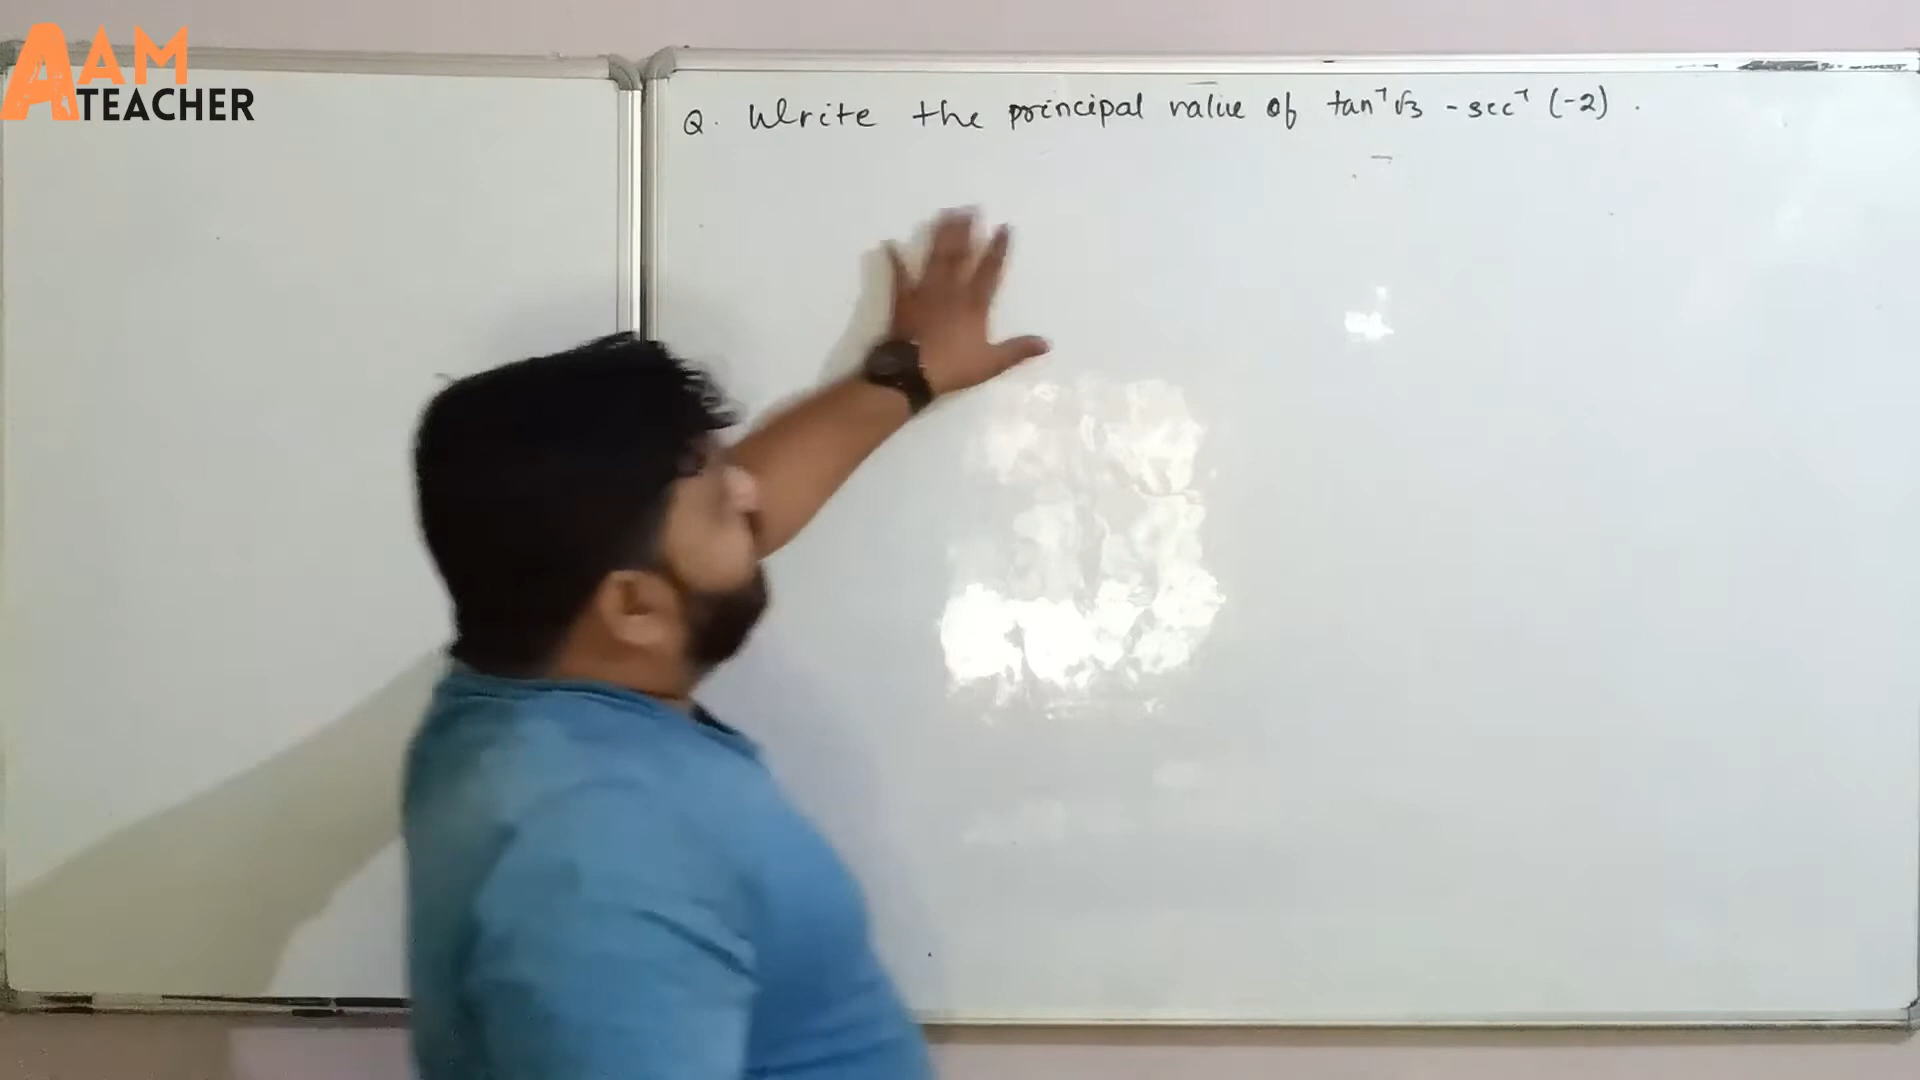 AAM
TEACHER
Q. Write the principal value of tan⁻¹ √3 - sec⁻¹ (-2) .